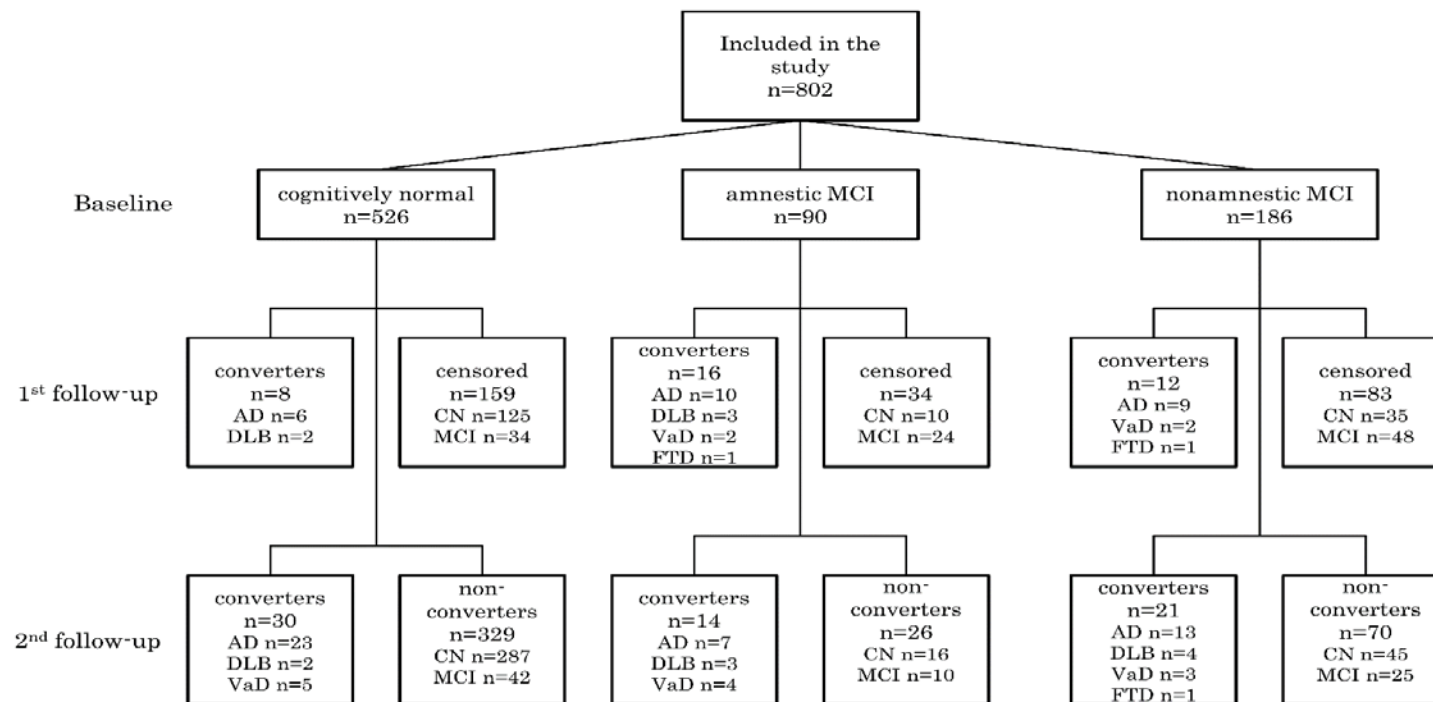 Included in the
study
n=802
Baseline
cognitively normal
n=526
amnestic MCI
n=90
nonamnestic MCI
n=186
1st follow-up
converters
n=8
AD n=6
DLB n=2
censored
n=159
CN n=125
MCI n=34
converters
n=16
AD n=10
DLB n=3
VaD n=2
FTD n=1
censored
n=34
CN n=10
MCI n=24
converters
n=12
AD n=9
VaD n=2
FTD n=1
censored
n=83
CN n=35
MCI n=48
2nd follow-up
converters
n=30
AD n=23
DLB n=2
VaD n=5
non-
converters
n=329
CN n=287
MCI n=42
converters
n=14
AD n=7
DLB n=3
VaD n=4
non-
converters
n=26
CN n=16
MCI n=10
converters
n=21
AD n=13
DLB n=4
VaD n=3
FTD n=1
non-
converters
n=70
CN n=45
MCI n=25